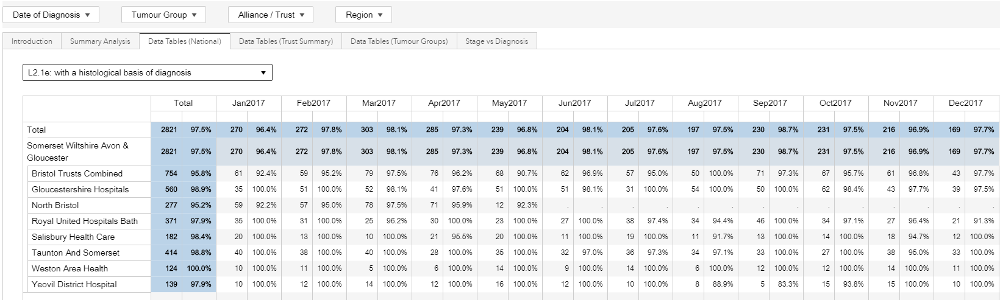 Date of Diagnosis ▼ Tumour Group ▼ Alliance / Trust ▼ Region ▼
Introduction Summary Analysis Data Tables (National) Data Tables (Trust Summary) Data Tables (Tumour Groups) Stage vs Diagnosis
L2.1e: with a histological basis of diagnosis ▼
Total Jan2017 Feb2017 Mar2017 Apr2017 May2017 Jun2017 Jul2017 Aug2017 Sep2017 Oct2017 Nov2017 Dec2017
Total 2821 97.5% 270 96.4% 272 97.8% 303 98.1% 285 97.3% 239 96.8% 204 98.1% 205 97.6% 197 97.5% 230 98.7% 231 97.5% 216 96.9% 169 97.7%
Somerset Wiltshire Avon &
Gloucester 2821 97.5% 270 96.4% 272 97.8% 303 98.1% 285 97.3% 239 96.8% 204 98.1% 205 97.6% 197 97.5% 230 98.7% 231 97.5% 216 96.9% 169 97.7%
Bristol Trusts Combined 754 95.8% 61 92.4% 59 95.2% 79 97.5% 76 96.2% 68 90.7% 62 96.9% 57 95.0% 50 100.0% 71 97.3% 67 95.7% 61 96.8% 43 97.7%
Gloucestershire Hospitals 560 98.9% 35 100.0% 51 100.0% 52 98.1% 41 97.6% 51 100.0% 51 98.1% 31 100.0% 54 100.0% 50 100.0% 62 98.4% 43 97.7% 39 97.5%
North Bristol 277 95.2% 59 92.2% 57 95.0% 78 97.5% 71 95.9% 12 92.3% . . . . . . . . . . . . . .
Royal United Hospitals Bath 371 97.9% 35 100.0% 31 100.0% 25 96.2% 30 100.0% 23 100.0% 27 100.0% 38 97.4% 34 94.4% 46 100.0% 34 97.1% 27 96.4% 21 91.3%
Salisbury Health Care 182 98.4% 20 100.0% 13 100.0% 10 100.0% 21 95.5% 20 100.0% 11 100.0% 19 100.0% 11 91.7% 13 100.0% 14 100.0% 18 94.7% 12 100.0%
Taunton And Somerset 414 98.8% 40 100.0% 38 100.0% 40 100.0% 28 100.0% 35 100.0% 32 97.0% 36 97.3% 34 97.1% 33 100.0% 27 100.0% 38 95.0% 33 100.0%
Weston Area Health 124 100.0% 10 100.0% 11 100.0% 5 100.0% 6 100.0% 14 100.0% 9 100.0% 14 100.0% 6 100.0% 12 100.0% 12 100.0% 14 100.0% 11 100.0%
Yeovil District Hospital 139 97.9% 10 100.0% 12 100.0% 14 100.0% 12 100.0% 16 100.0% 12 100.0% 10 100.0% 8 88.9% 5 83.3% 15 93.8% 15 100.0% 10 100.0%